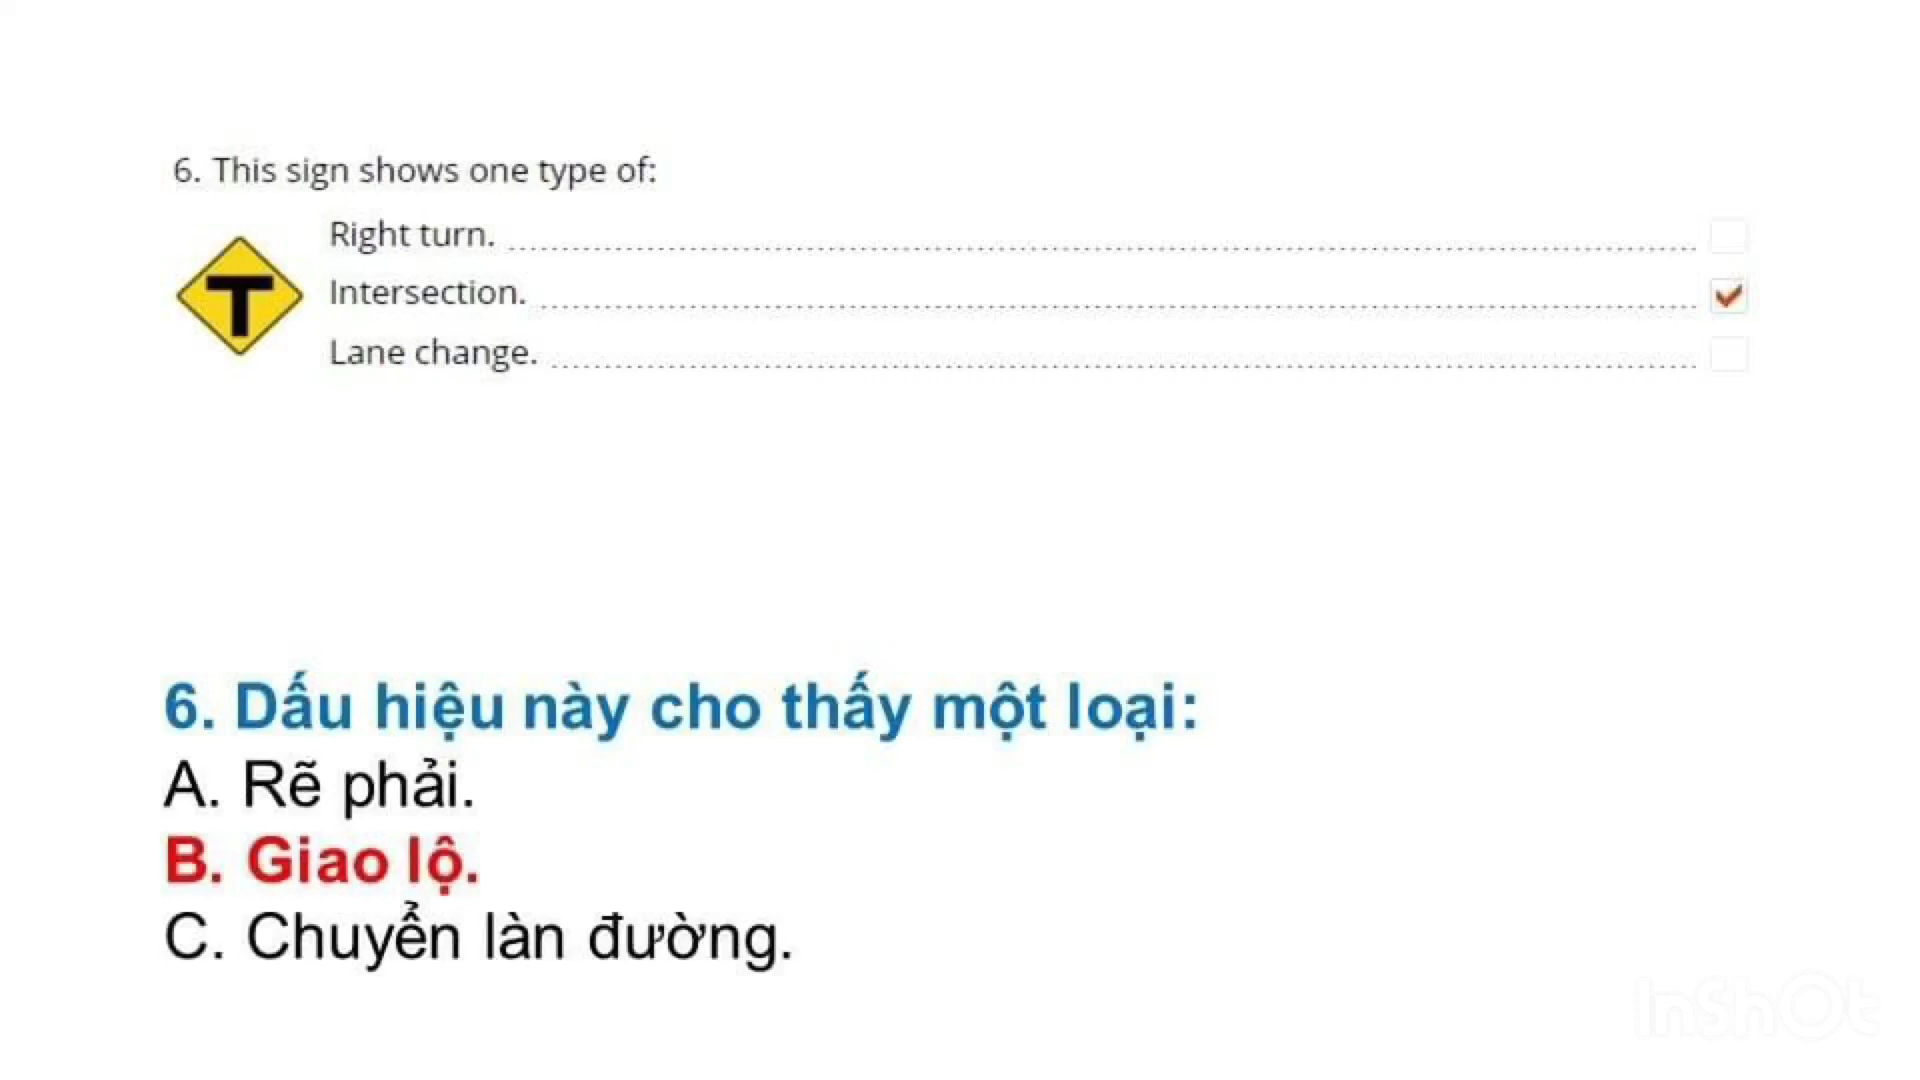 6. This sign shows one type of:
Right turn.
Intersection.
Lane change.
6. Dấu hiệu này cho thấy một loại:
A. Rẽ phải.
B. Giao lộ.
C. Chuyển làn đường.
InShOt